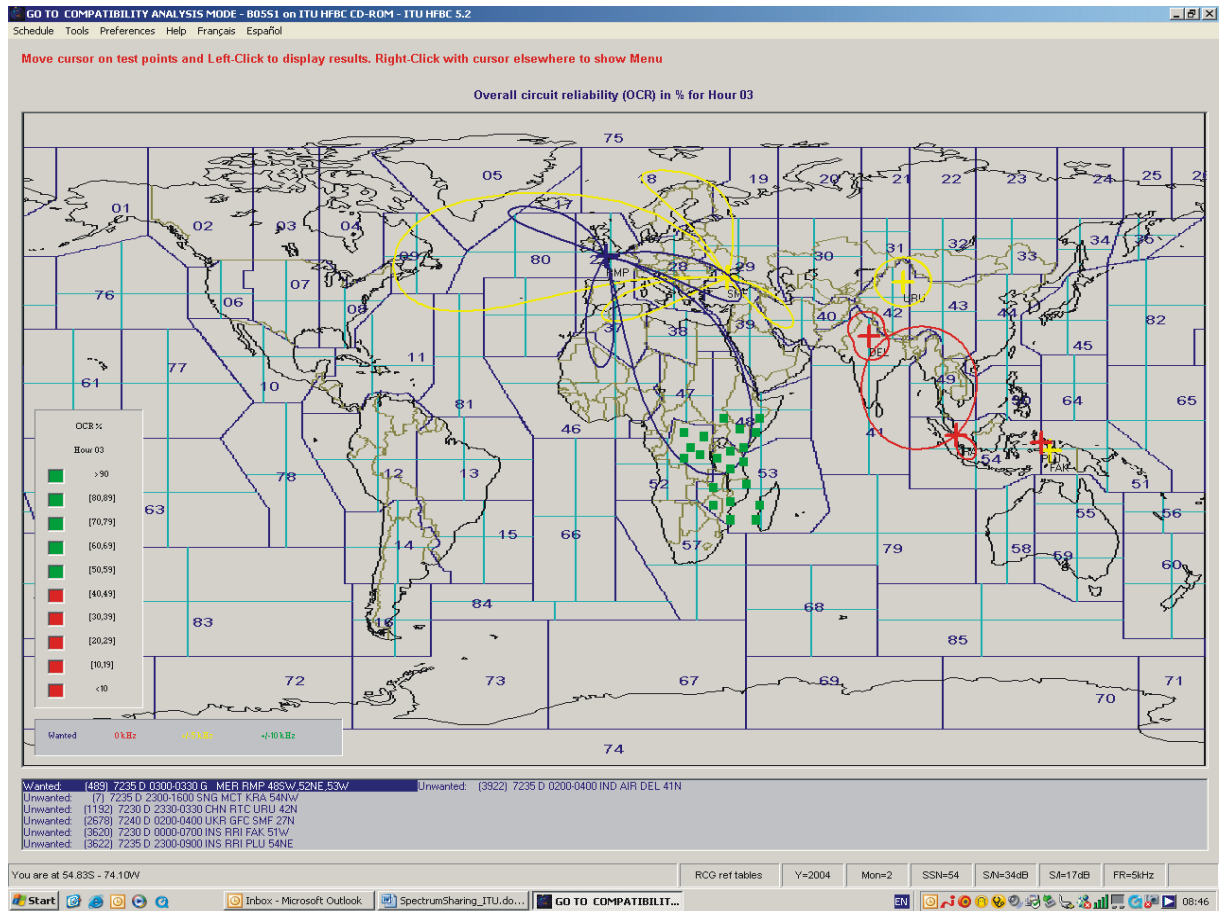 GO TO COMPATIBILITY ANALYSIS MODE - B05S1 on ITU HFBC CD-ROM - ITU HFBC 5.2
Schedule Tools Preferences Help Français Español
Move cursor on test points and Left-Click to display results. Right-Click with cursor elsewhere to show Menu
Overall circuit reliability (OCR) in % for Hour 03
75
05 18 19 20 21 22 23 24 25
01 02 03 04 17
09 80 28 29 30 31 32 33 34
RMP SMF URU
76 06 07 08 37 38 39 40 42 43 44 45 82
DEL
77 11 10 61 81 46 47 48 41 49 64 65
KRA 54 PLU FAK 51
78 12 13 52 53 55 56
63 14 15 66 57 79 58 59 60
84 83 16 68 85
72 73 67 69 70 71
74
OCR %
Hour 03
>90
[80,89]
[70,79]
[60,69]
[50,59]
[40,49]
[30,39]
[20,29]
[10,19]
<10
Wanted 0 kHz +/-5 kHz +/-10 kHz
Wanted: (489) 7235 D 0300-0330 G MER RMP 48SW,52NE,53W Unwanted: (3922) 7235 D 0200-0400 IND AIR DEL 41N
Unwanted: (7) 7235 D 2300-1600 SNG MCT KRA 54NW
Unwanted: (1192) 7230 D 2330-0330 CHN RTC URU 42N
Unwanted: (2678) 7240 D 0200-0400 UKR GFC SMF 27N
Unwanted: (3620) 7230 D 0000-0700 INS RRI FAK 51W
Unwanted: (3622) 7235 D 2300-0900 INS RRI PLU 54NE
You are at 54.83S - 74.10W RCG ref tables Y=2004 Mon=2 SSN=54 S/N=34dB S/I=17dB FR=5kHz
Start Inbox - Microsoft Outlook SpectrumSharing_ITU.do... GO TO COMPATIBILIT... EN 08:46